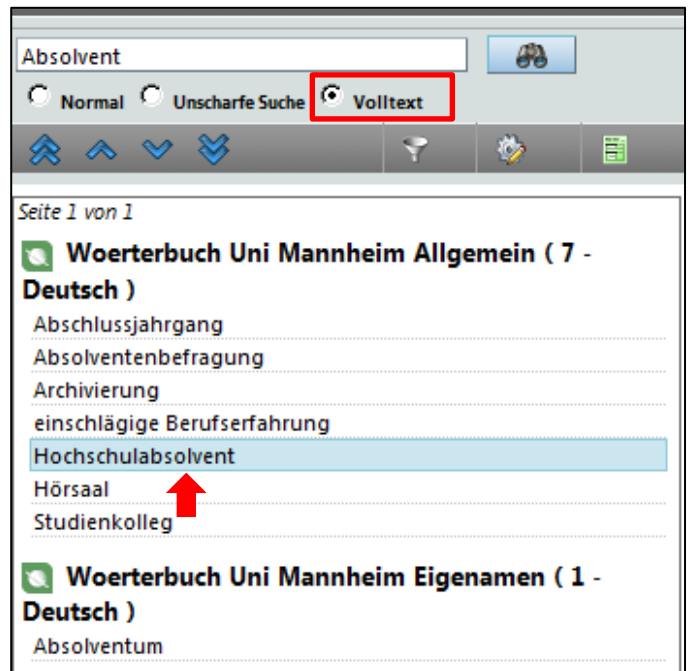 Absolvent
Normal Unscharfe Suche Volltext
Seite 1 von 1
Woerterbuch Uni Mannheim Allgemein ( 7 -
Deutsch )
Abschlussjahrgang
Absolventenbefragung
Archivierung
einschlägige Berufserfahrung
Hochschulabsolvent
Hörsaal
Studienkolleg
Woerterbuch Uni Mannheim Eigenamen ( 1 -
Deutsch )
Absolventum